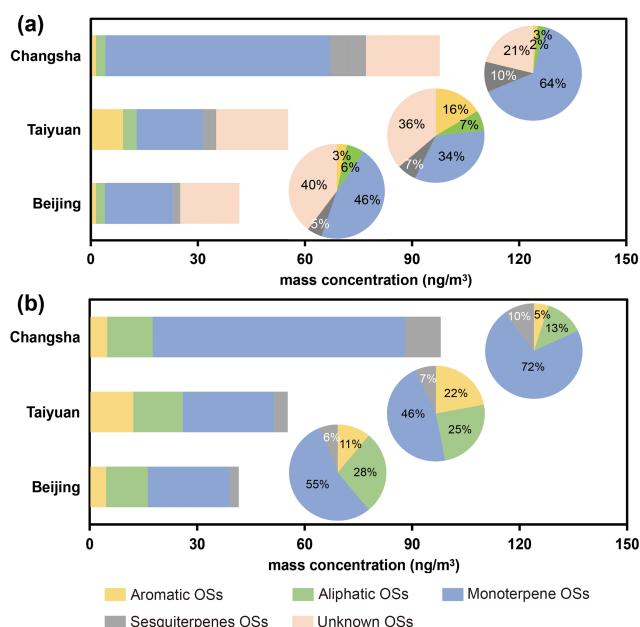 (a)
Changsha
Taiyuan
Beijing
3%
2%
21%
10%
64%
16%
36%
7%
7%
34%
3%
6%
40%
46%
5%
0 30 60 90 120 150
mass concentration (ng/m³)
(b)
Changsha
Taiyuan
Beijing
10%
5%
13%
72%
7%
22%
46%
25%
6%
11%
28%
55%
0 30 60 90 120 150
mass concentration (ng/m³)
Aromatic OSs Aliphatic OSs Monoterpene OSs
Sesquiterpenes OSs Unknown OSs